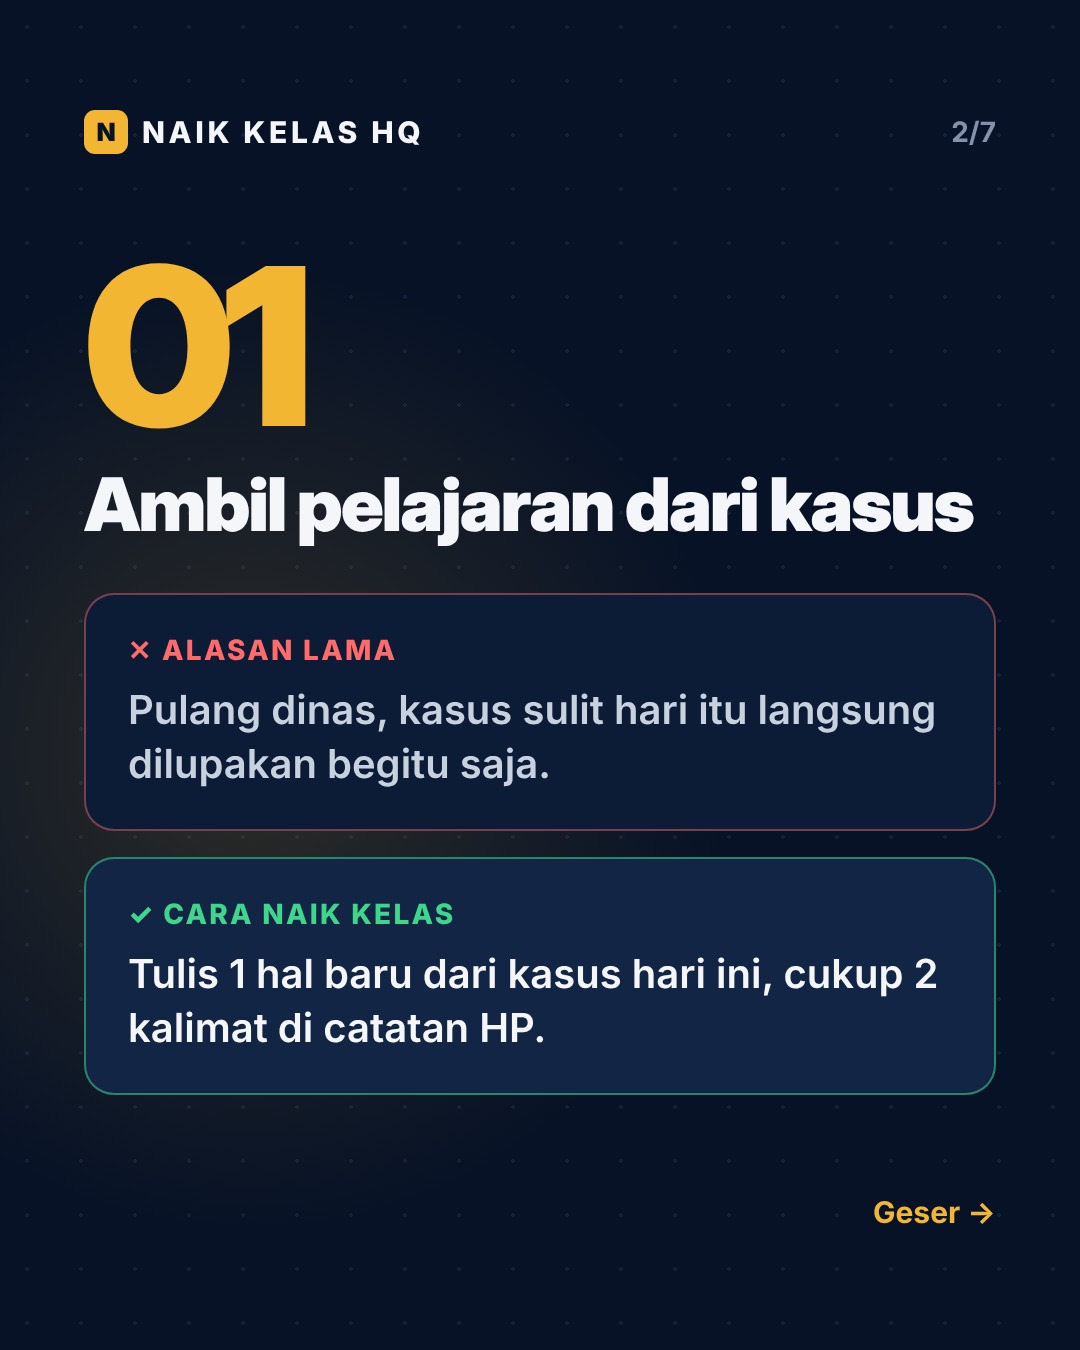 N NAIK KELAS HQ
2/7
01
Ambil pelajaran dari kasus
✕ ALASAN LAMA
Pulang dinas, kasus sulit hari itu langsung
dilupakan begitu saja.
✓ CARA NAIK KELAS
Tulis 1 hal baru dari kasus hari ini, cukup 2
kalimat di catatan HP.
Geser →